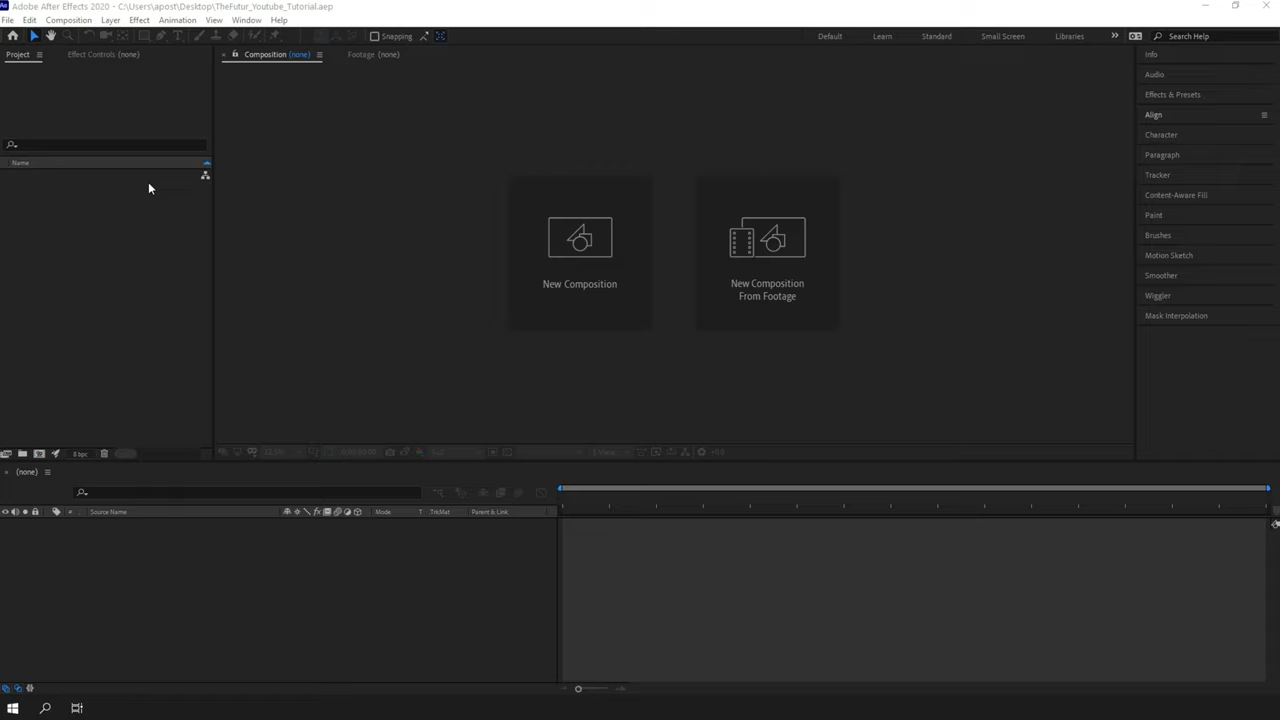 Adobe After Effects 2020 - C:\Users\apost\Desktop\TheFutur_Youtube_Tutorial.aep
File Edit Composition Layer Effect Animation View Window Help
Snapping Default Learn Standard Small Screen Libraries Search Help
Project Effect Controls (none) Composition (none) Footage (none) Info
Audio
Effects & Presets
Align
Character
Name
Paragraph
Tracker
Content-Aware Fill
Paint
Brushes
Motion Sketch
Smoother
Wiggler
Mask Interpolation
New Composition
New Composition
From Footage
8 bpc
(none)
# Source Name Mode T .TrkMat Parent & Link